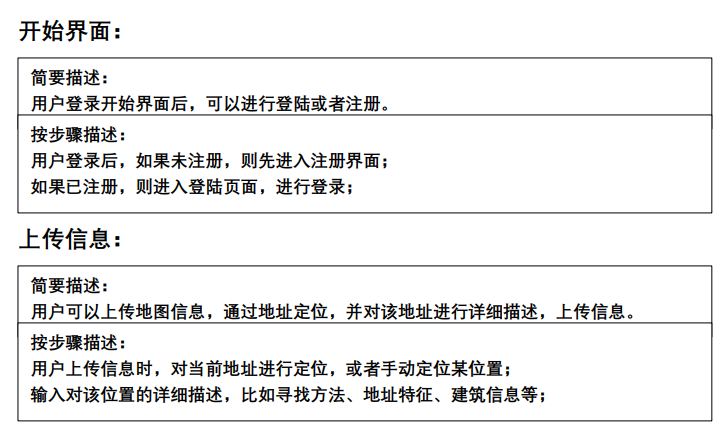 开始界面：
简要描述：
用户登录开始界面后，可以进行登陆或者注册。
按步骤描述：
用户登录后，如果未注册，则先进入注册界面；
如果已注册，则进入登陆页面，进行登录；
上传信息：
简要描述：
用户可以上传地图信息，通过地址定位，并对该地址进行详细描述，上传信息。
按步骤描述：
用户上传信息时，对当前地址进行定位，或者手动定位某位置；
输入对该位置的详细描述，比如寻找方法、地址特征、建筑信息等；